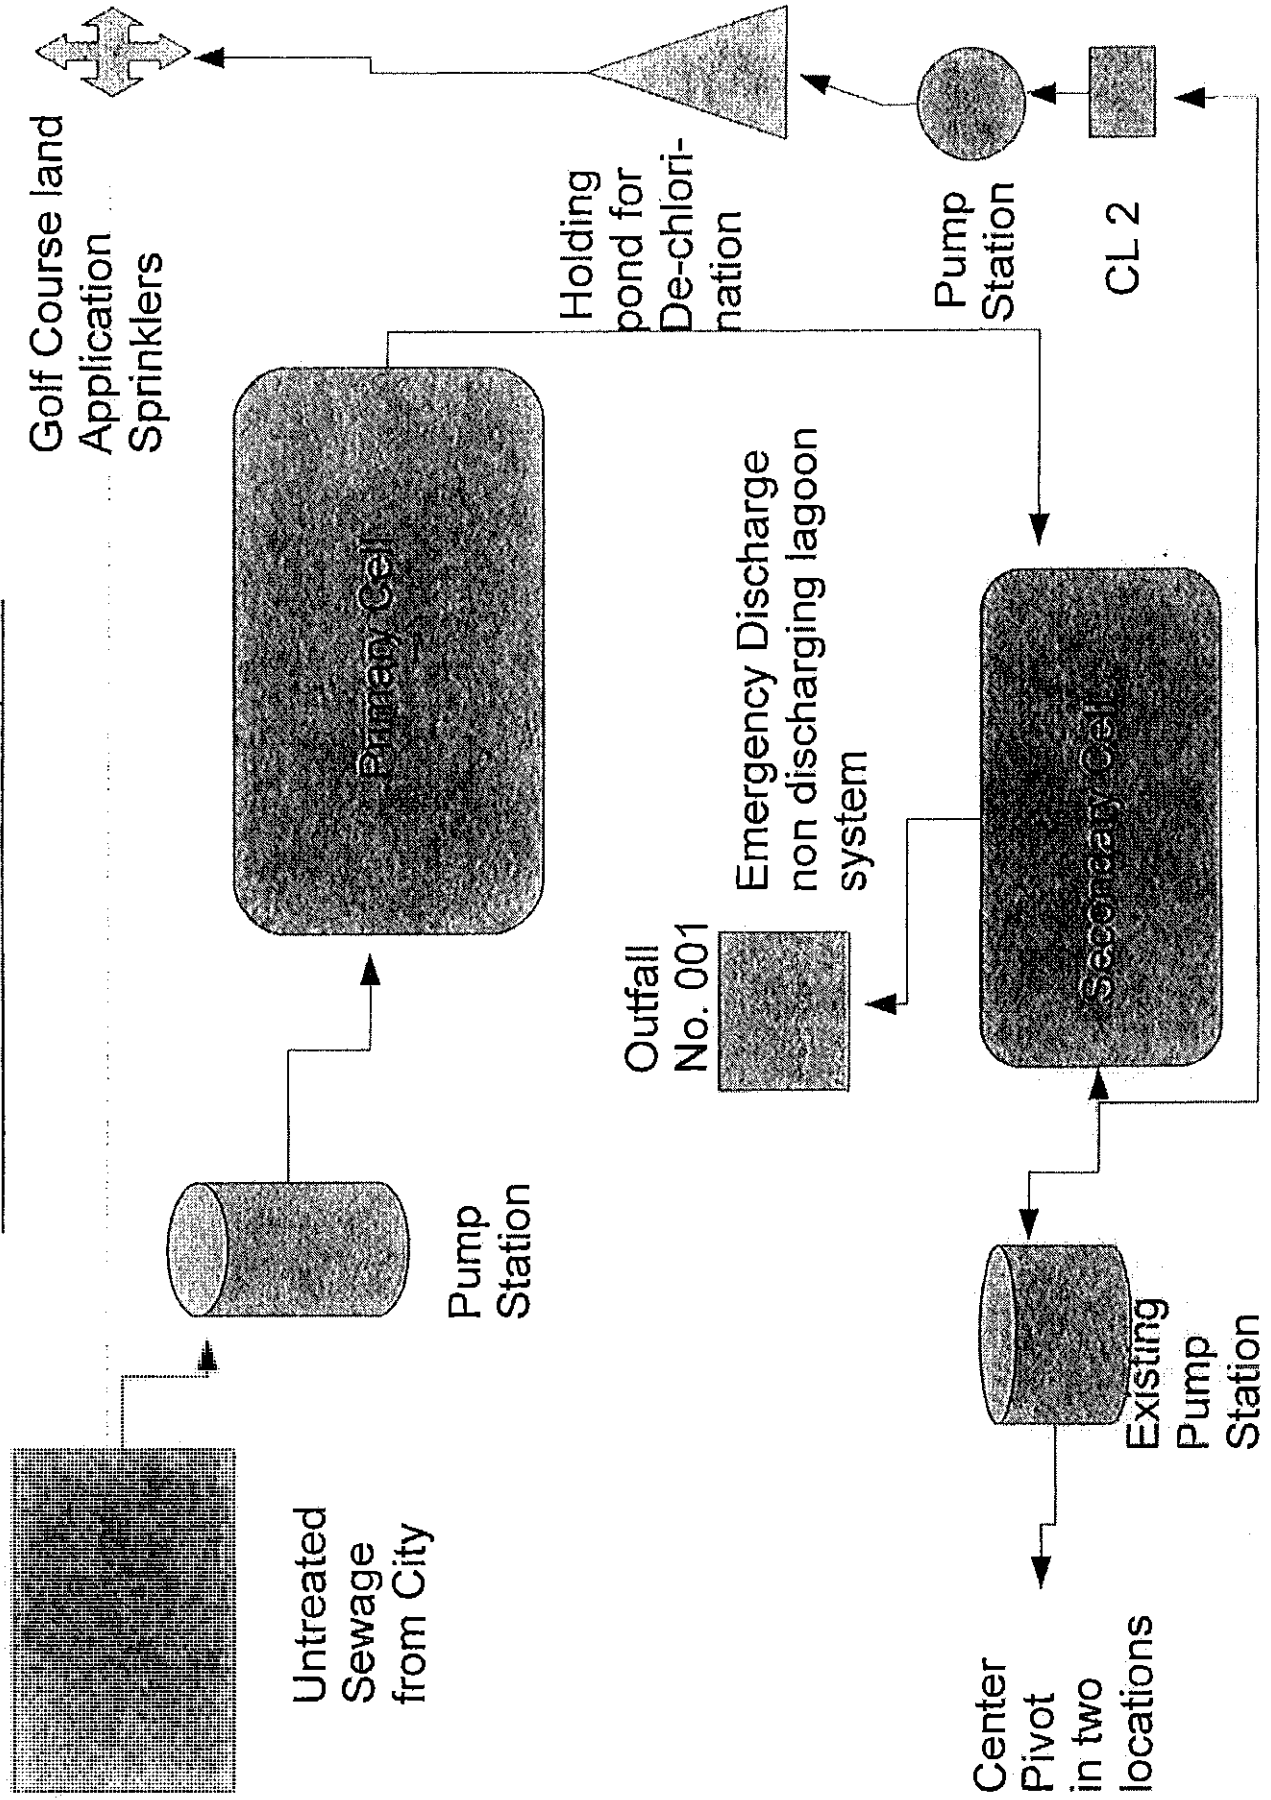 Untreated
Sewage
from City
Pump
Station
Primary Cell
Golf Course land
Application
Sprinklers
Outfall
No. 001
Emergency Discharge
non discharging lagoon
system
Holding
pond for
De-chlori-
nation
Center
Pivot
in two
locations
Existing
Pump
Station
Secondary Cell
Pump
Station
CL 2